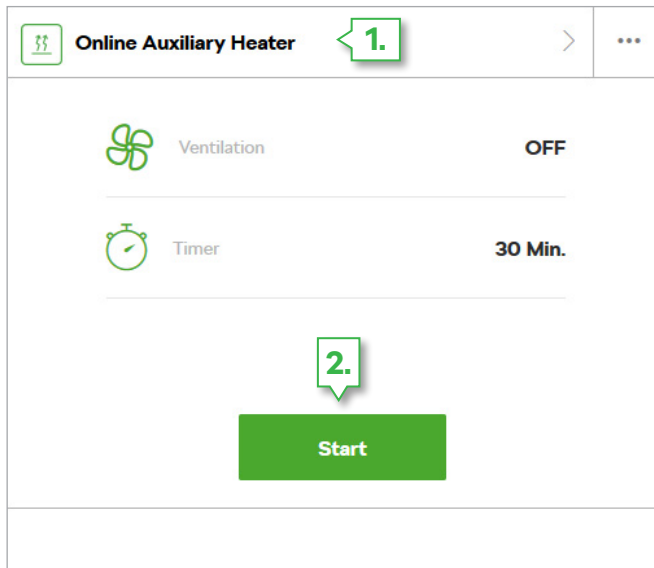 Online Auxiliary Heater 1. > •••
Ventilation OFF
Timer 30 Min.
2.
Start